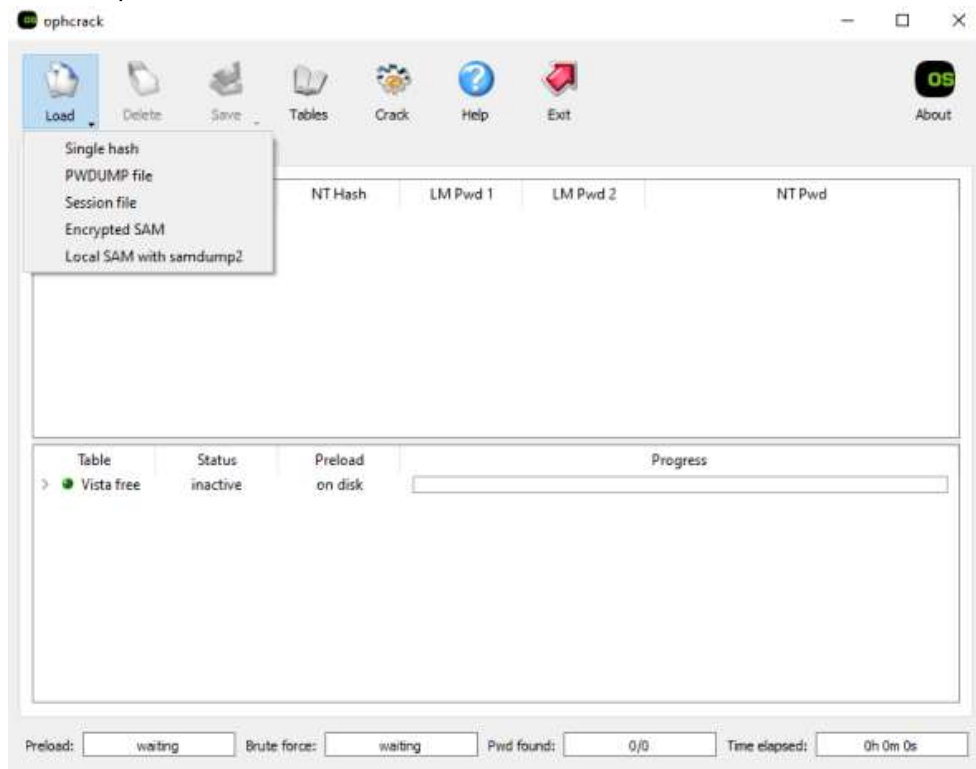 ophcrack
OS
Load Delete Save Tables Crack Help Exit About
Single hash
PWDUMP file
Session file
Encrypted SAM
Local SAM with samdump2
NT Hash LM Pwd 1 LM Pwd 2 NT Pwd
Table Status Preload Progress
Vista free inactive on disk
Preload: waiting Brute force: waiting Pwd found: 0/0 Time elapsed: 0h 0m 0s